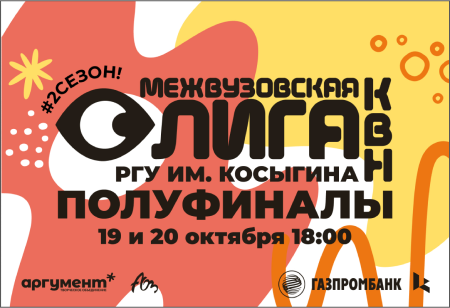 #2СЕЗОН!
МЕЖВУЗОВСКАЯ
ЛИГА
КВН
РГУ ИМ. КОСЫГИНА
ПОЛУФИНАЛЫ
19 и 20 октября 18:00
аргумент*
ГАЗПРОМБАНК